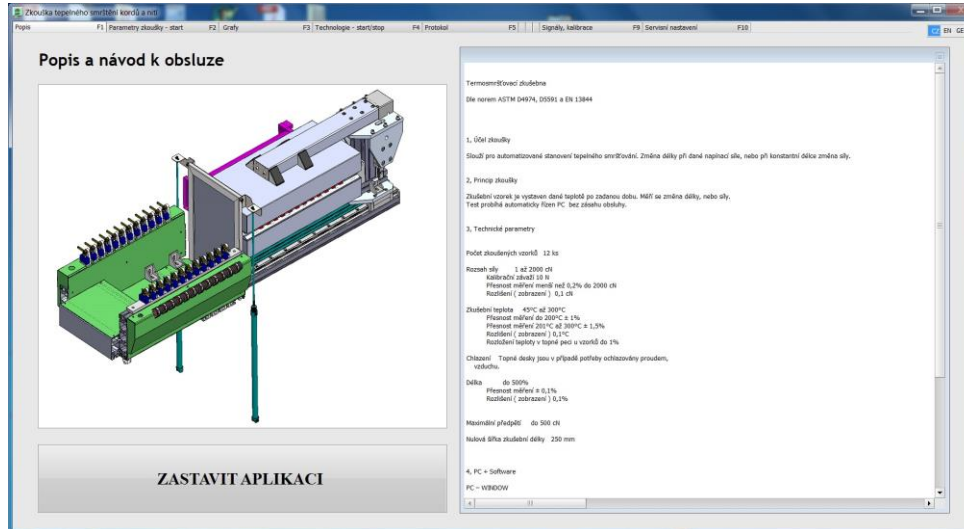 Zkouška tepelného smrštění kordů a nití
Popis F1 Parametry zkoušky - start F2 Grafy F3 Technologie - start/stop F4 Protokol F5 Signály, kalibrace F9 Servisní nastavení F10
CZ EN GE
Popis a návod k obsluze
ZASTAVIT APLIKACI
Termosmršťovací zkušebna
Dle norem ASTM D4974, D5591 a EN 13844
1, Účel zkoušky
Slouží pro automatizované stanovení tepelného smršťování. Změna délky při dané napínací síle, nebo při konstantní délce změna síly.
2, Princip zkoušky
Zkušební vzorek je vystaven dané teplotě po zadanou dobu. Měří se změna délky, nebo síly.
Test probíhá automaticky řízen PC bez zásahu obsluhy.
3, Technické parametry
Počet zkoušených vzorků 12 ks
Rozsah síly 1 až 2000 cN
Kalibrační závaží 10 N
Přesnost měření menší než 0,2% do 2000 cN
Rozlišení ( zobrazení ) 0,1 cN
Zkušební teplota 45°C až 300°C
Přesnost měření do 200°C ± 1%
Přesnost měření 201°C až 300°C ± 1,5%
Rozlišení ( zobrazení ) 0,1°C
Rozložení teploty v topné peci u vzorků do 1%
Chlazení Topné desky jsou v případě potřeby ochlazovány proudem,
vzduchu.
Délka do 500%
Přesnost měření ± 0,1%
Rozlišení ( zobrazení ) 0,1%
Maximální předpětí do 500 cN
Nulová šířka zkušební délky 250 mm
4, PC + Software
PC – WINDOW